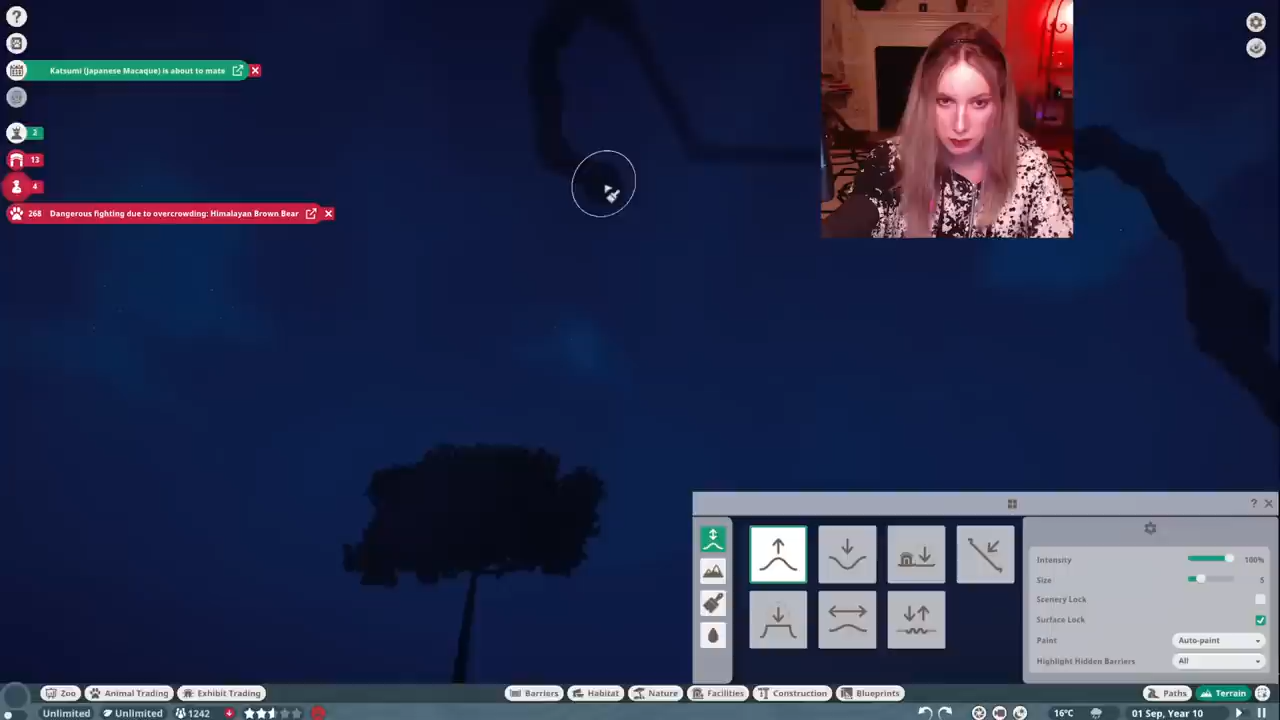 ?
Katsumi (Japanese Macaque) is about to mate
2
13
4
268 Dangerous fighting due to overcrowding: Himalayan Brown Bear
?
Intensity 100%
Size 5
Scenery Lock
Surface Lock
Paint Auto-paint
Highlight Hidden Barriers All
Zoo Animal Trading Exhibit Trading Barriers Habitat Nature Facilities Construction Blueprints Paths Terrain
Unlimited Unlimited 1242 16°C 01 Sep, Year 10